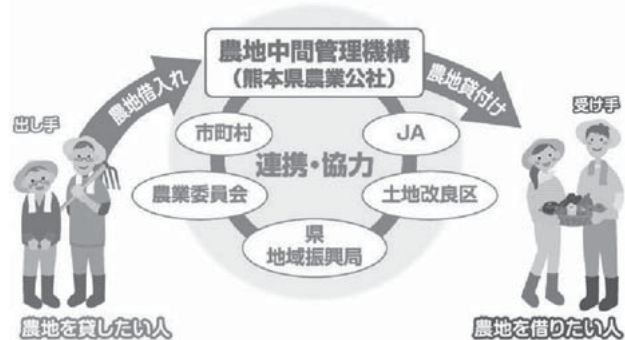 農地中間管理機構
（熊本県農業公社）
農地借入れ
農地貸付け
出し手
受け手
市町村
JA
連携・協力
農業委員会
土地改良区
県
地域振興局
農地を貸したい人
農地を借りたい人